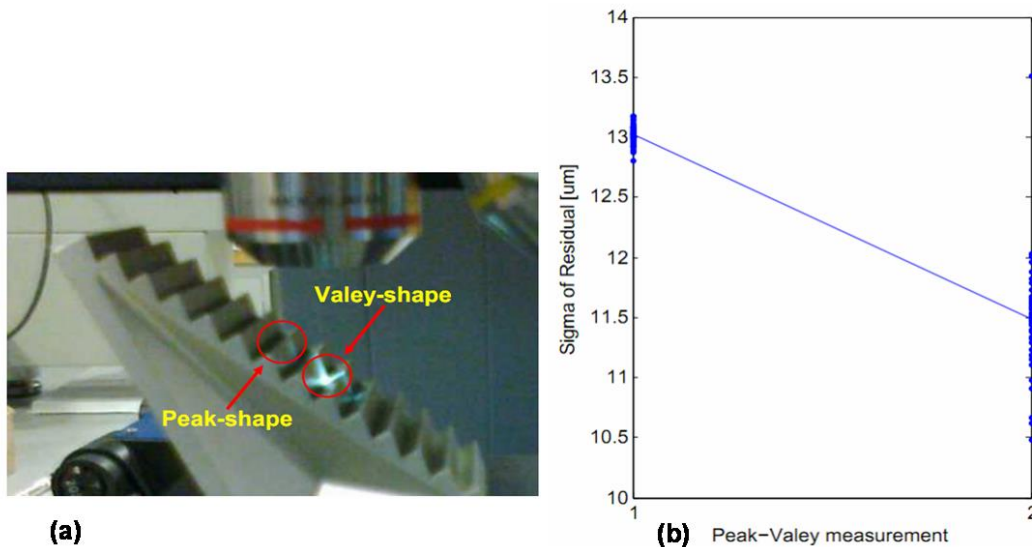 Valey-shape
Peak-shape
(a)
14
13.5
13
12.5
12
11.5
11
10.5
10
Sigma of Residual [um]
1
2
(b)
Peak−Valey measurement